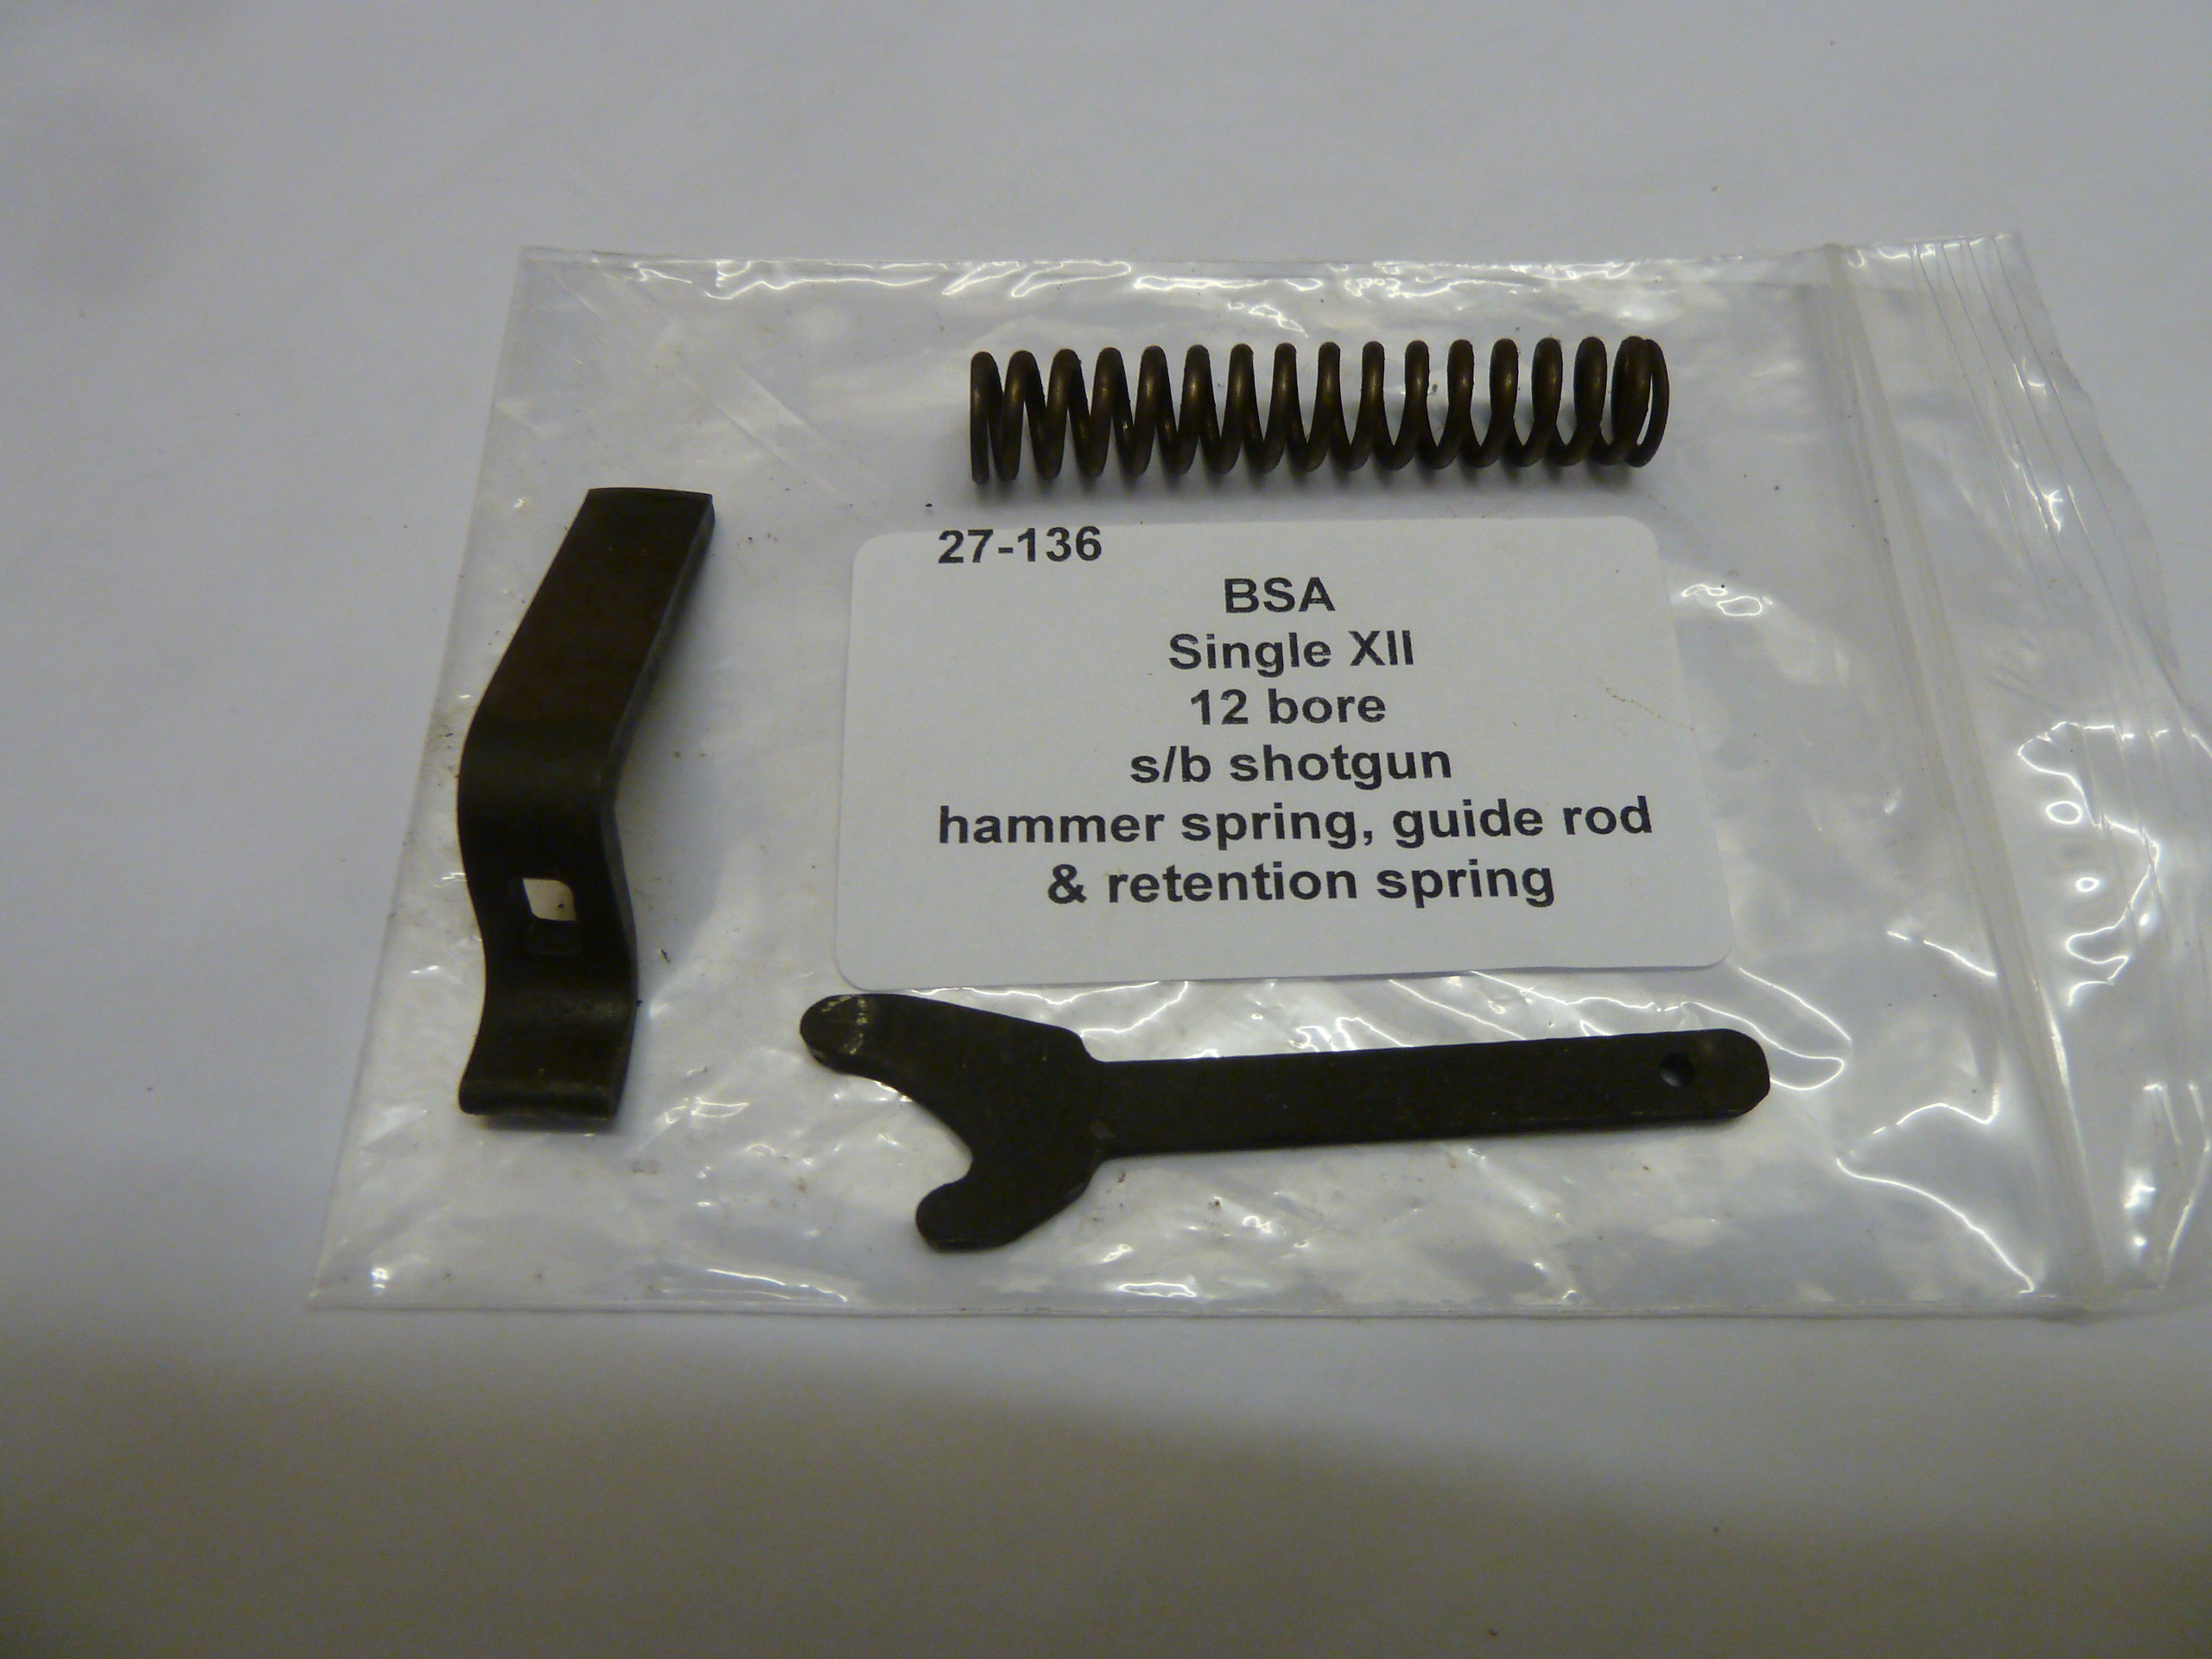 27-136
BSA
Single XII
12 bore
s/b shotgun
hammer spring, guide rod
& retention spring